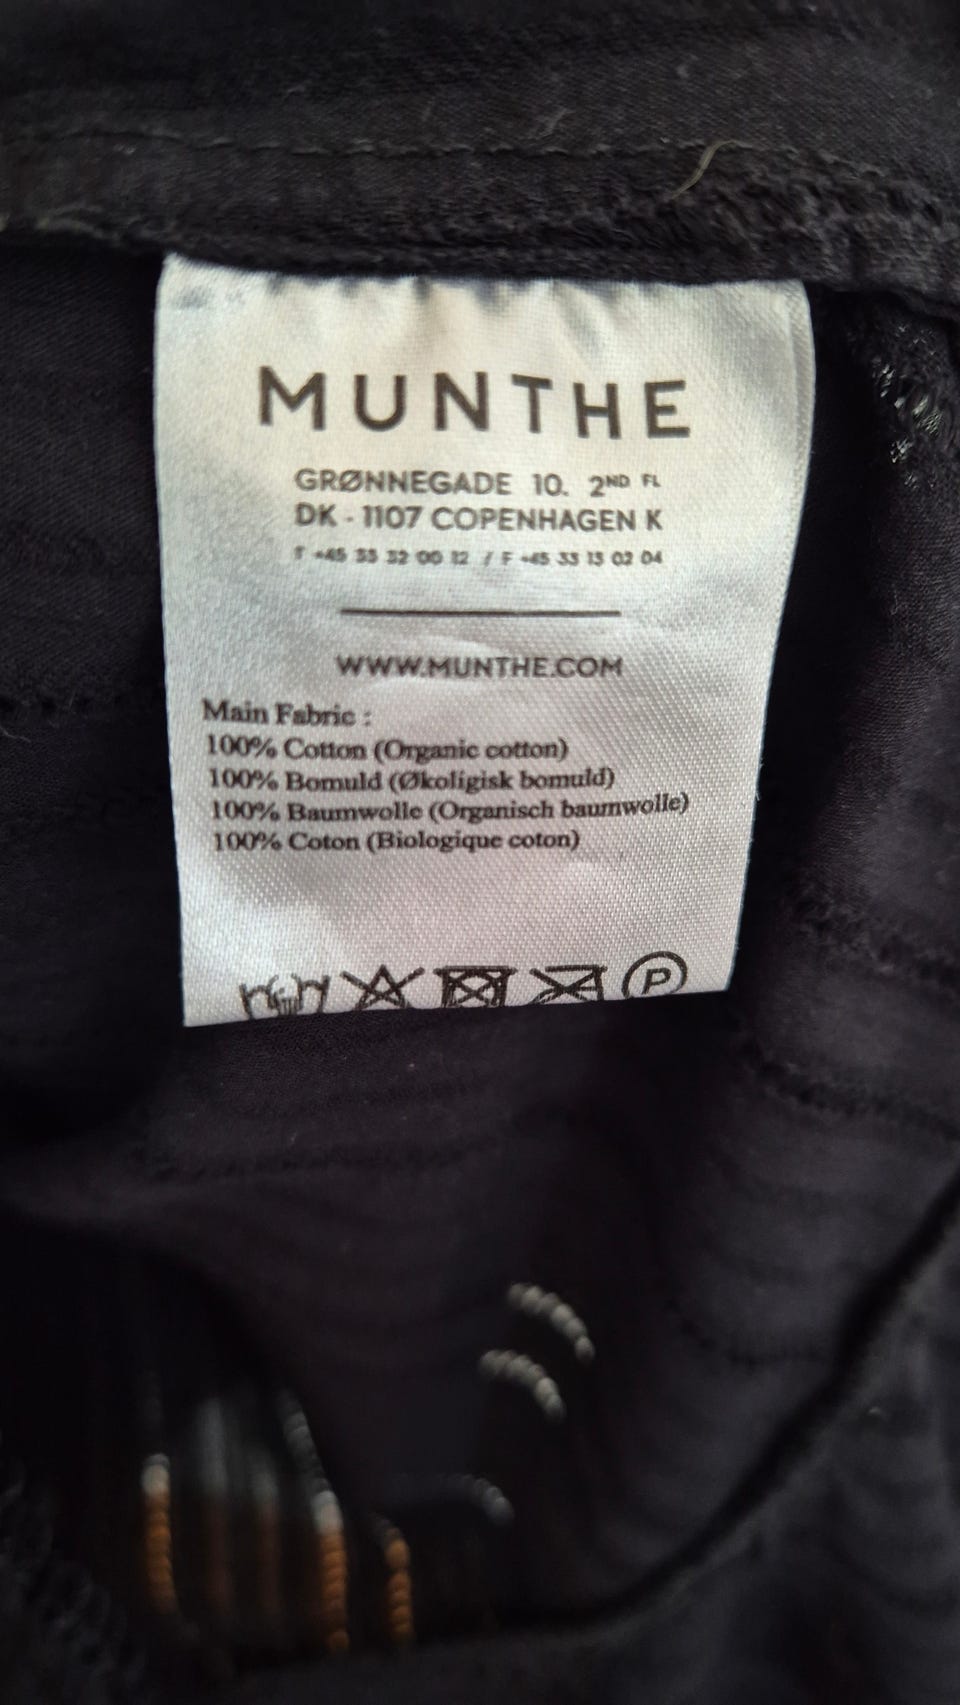 MUNTHE
GRØNNEGADE 10. 2ND FL
DK - 1107 COPENHAGEN K
T +45 33 32 00 12 / F +45 33 13 02 04
WWW.MUNTHE.COM
Main Fabric :
100% Cotton (Organic cotton)
100% Bomuld (Økoligisk bomuld)
100% Baumwolle (Organisch baumwolle)
100% Coton (Biologique coton)
P